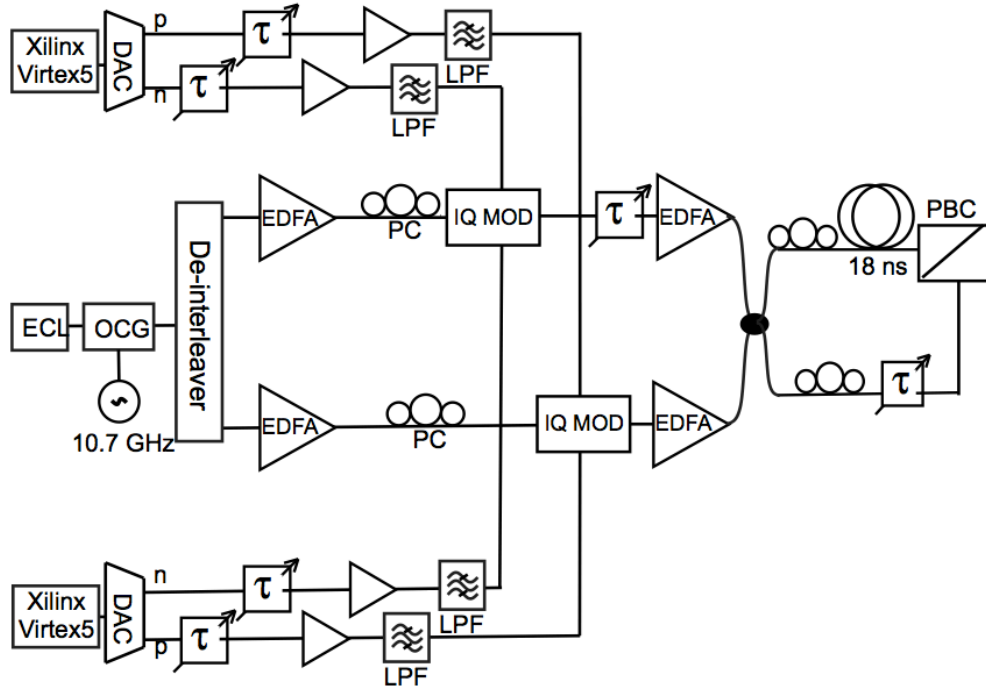 p
Xilinx
Virtex5
DAC
τ
LPF
n
τ
LPF
EDFA
PC
IQ MOD
τ
EDFA
18 ns
PBC
De-interleaver
ECL
OCG
10.7 GHz
τ
EDFA
PC
IQ MOD
EDFA
n
τ
LPF
Xilinx
Virtex5
DAC
p
τ
LPF